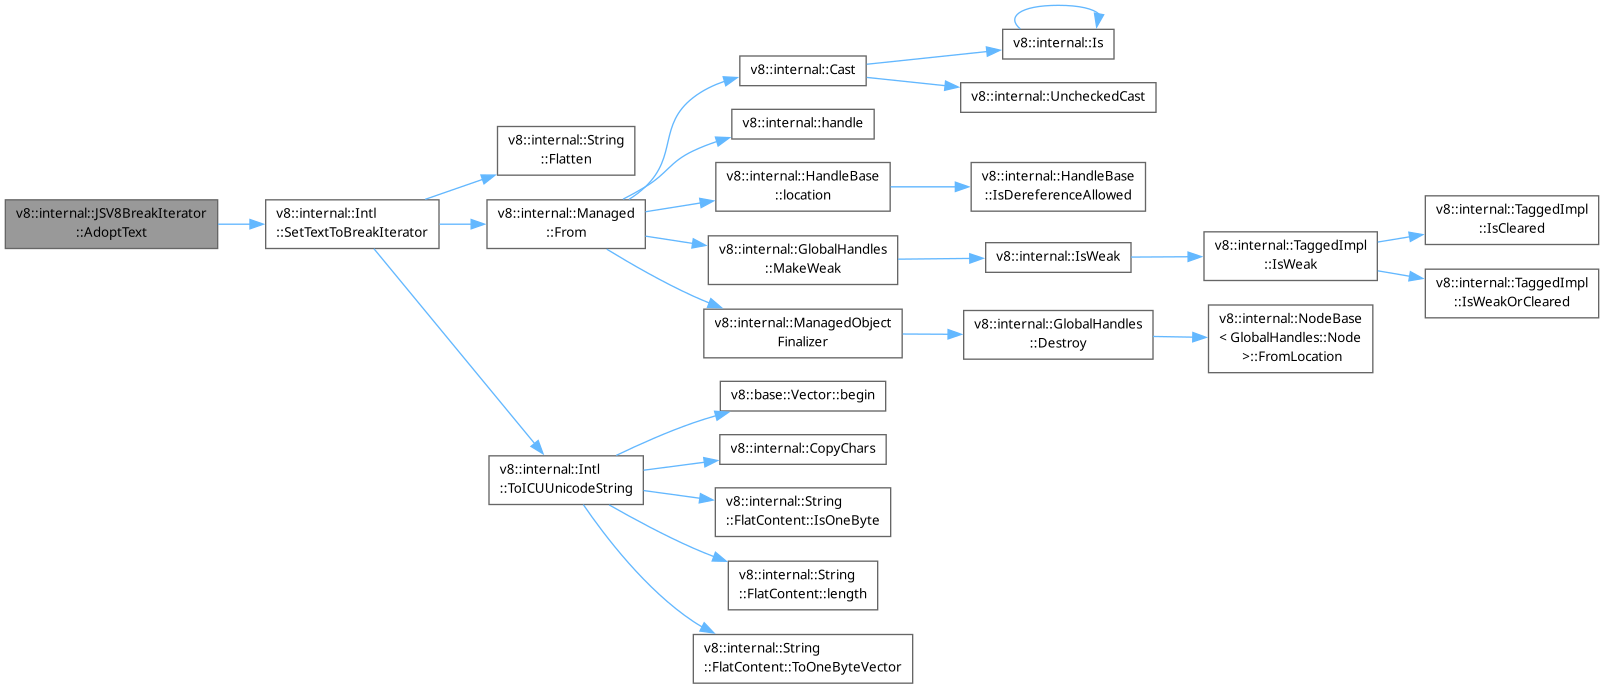 v8::internal::JSV8BreakIterator
::AdoptText
v8::internal::Intl
::SetTextToBreakIterator
v8::internal::String
::Flatten
v8::internal::Managed
::From
v8::internal::Intl
::ToICUUnicodeString
v8::internal::Cast
v8::internal::handle
v8::internal::HandleBase
::location
v8::internal::GlobalHandles
::MakeWeak
v8::internal::ManagedObject
Finalizer
v8::base::Vector::begin
v8::internal::CopyChars
v8::internal::String
::FlatContent::IsOneByte
v8::internal::String
::FlatContent::length
v8::internal::String
::FlatContent::ToOneByteVector
v8::internal::Is
v8::internal::UncheckedCast
v8::internal::HandleBase
::IsDereferenceAllowed
v8::internal::IsWeak
v8::internal::GlobalHandles
::Destroy
v8::internal::TaggedImpl
::IsWeak
v8::internal::NodeBase
< GlobalHandles::Node
>::FromLocation
v8::internal::TaggedImpl
::IsCleared
v8::internal::TaggedImpl
::IsWeakOrCleared